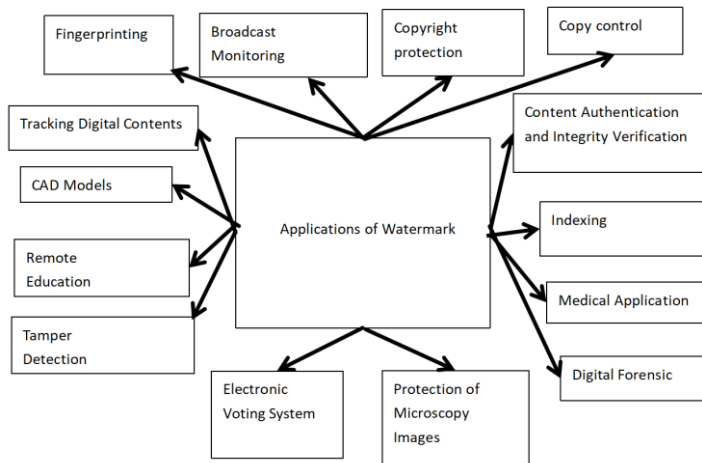 Fingerprinting
Broadcast
Monitoring
Copyright
protection
Copy control
Tracking Digital Contents
Content Authentication
and Integrity Verification
CAD Models
Applications of Watermark
Indexing
Remote
Education
Medical Application
Tamper
Detection
Digital Forensic
Electronic
Voting System
Protection of
Microscopy
Images